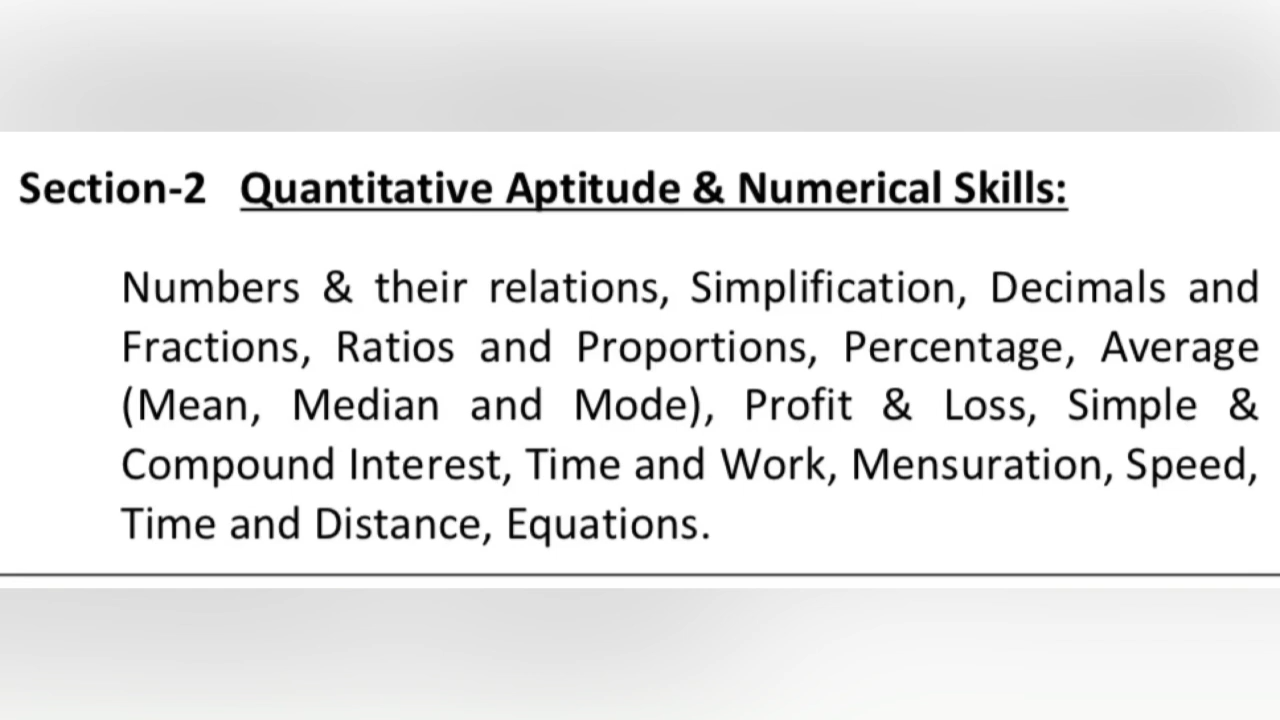 Section-2 Quantitative Aptitude & Numerical Skills:
Numbers & their relations, Simplification, Decimals and
Fractions, Ratios and Proportions, Percentage, Average
(Mean, Median and Mode), Profit & Loss, Simple &
Compound Interest, Time and Work, Mensuration, Speed,
Time and Distance, Equations.